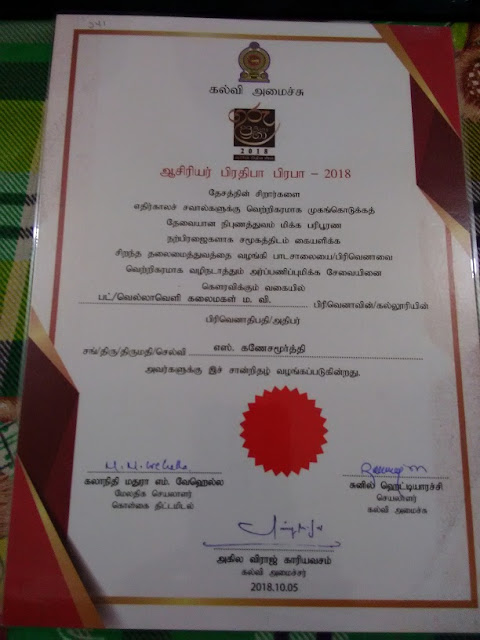 கல்வி அமைச்சு
ගුරු
ප්‍රතිභා
2018
ஆசிரியர் பிரதிபா பிரபா – 2018
தேசத்தின் சிறார்களை
எதிர்காலச் சவால்களுக்கு வெற்றிகரமாக முகங்கொடுக்கத்
தேவையான நிபுணத்துவம் மிக்க பரிபூரண
நற்பிரஜைகளாக சமூகத்திடம் கையளிக்க
சிறந்த தலைமைத்துவத்தை வழங்கி பாடசாலையை/பிரிவெனாவை
வெற்றிகரமாக வழிநடாத்தும் அர்ப்பணிப்புமிக்க சேவையினை
கௌரவிக்கும் வகையில்
பட்/வெல்லாவெளி கலைமகள் ம. வி. பிரிவெனாவின்/கல்லூரியின்
பிரிவெனாதிபதி/அதிபர்
சங்/திரு/திருமதி/செல்வி எஸ். கணேசமூர்த்தி
அவர்களுக்கு இச் சான்றிதழ் வழங்கப்படுகின்றது.
கலாநிதி மதுரா எம். வேஹெல்ல
மேலதிக செயலாளர்
கொள்கை திட்டமிடல்
சுனில் ஹெட்டியாரச்சி
செயலாளர்
கல்வி அமைச்சு
அகில விராஜ் காரியவசம்
கல்வி அமைச்சர்
2018.10.05